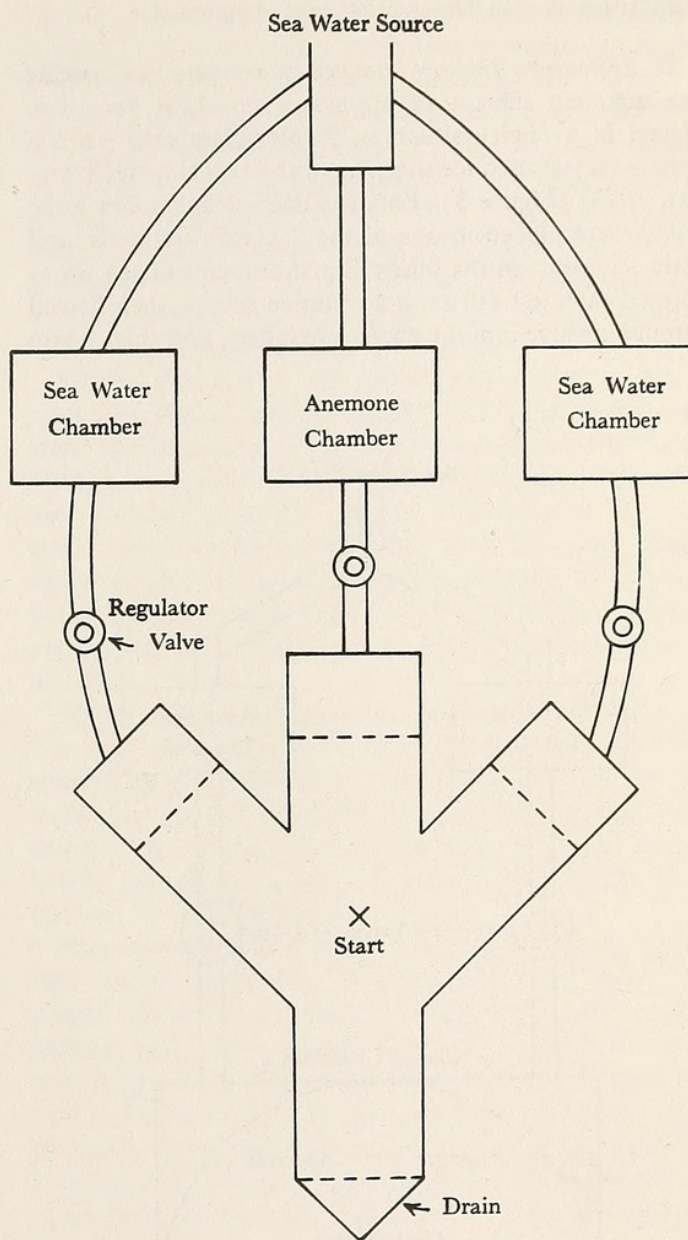 Sea Water Source
Sea Water
Chamber
Anemone
Chamber
Sea Water
Chamber
Regulator
Valve
Start
Drain